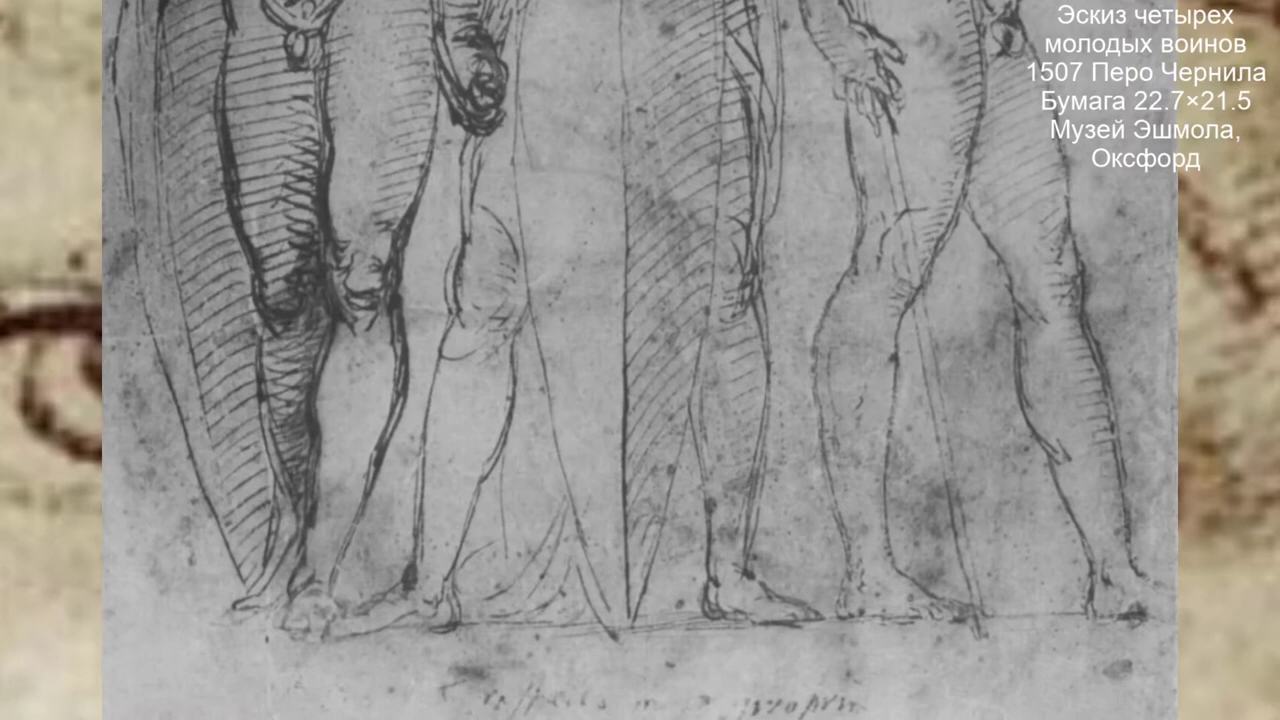 Эскиз четырех
молодых воинов
1507 Перо Чернила
Бумага 22.7×21.5
Музей Эшмола,
Оксфорд